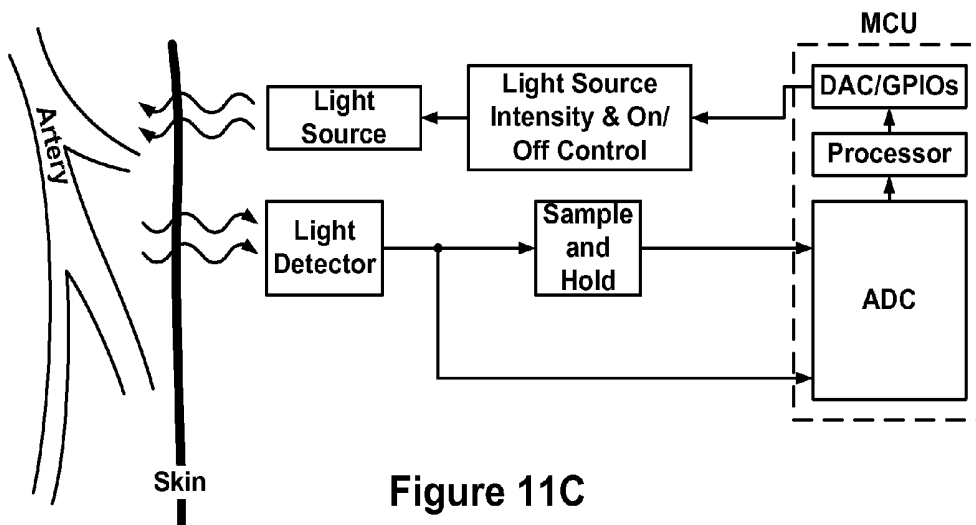 MCU
Artery
Light
Source
Light Source
Intensity & On/
Off Control
DAC/GPIOs
Processor
Light
Detector
Sample
and
Hold
ADC
Skin
Figure 11C